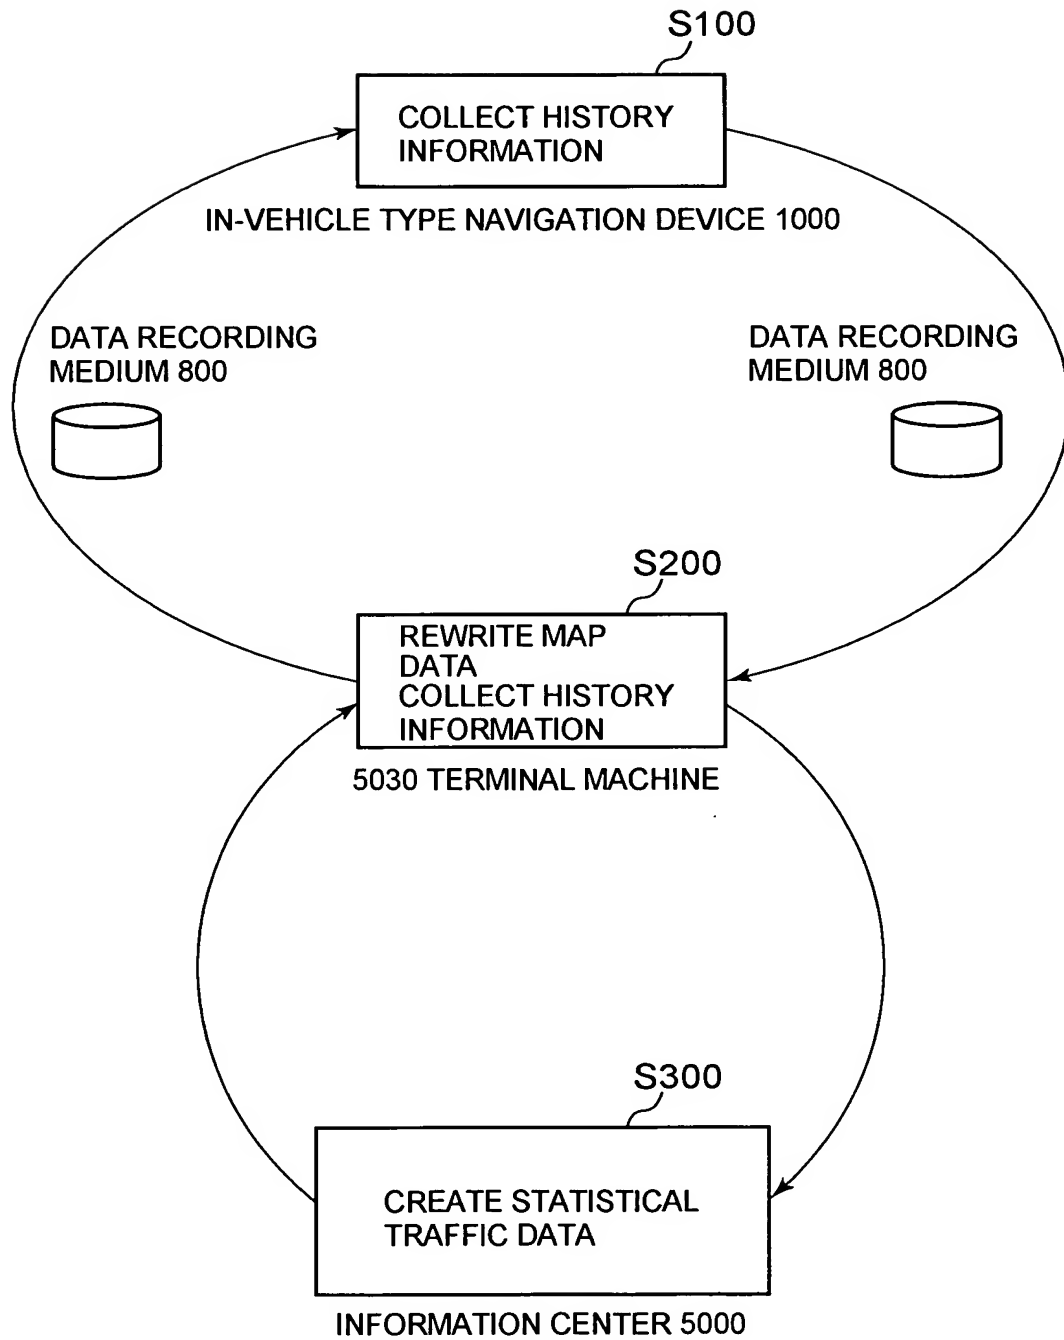 S100
COLLECT HISTORY
INFORMATION
IN-VEHICLE TYPE NAVIGATION DEVICE 1000
DATA RECORDING
MEDIUM 800
DATA RECORDING
MEDIUM 800
S200
REWRITE MAP
DATA
COLLECT HISTORY
INFORMATION
5030 TERMINAL MACHINE
S300
CREATE STATISTICAL
TRAFFIC DATA
INFORMATION CENTER 5000